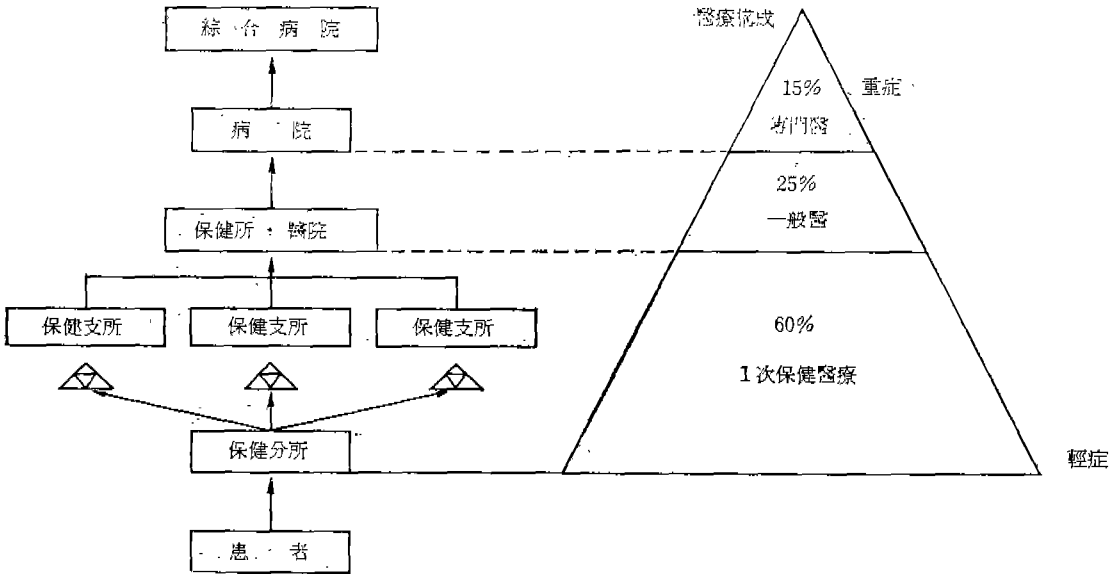 綜合病院
病院
保健所・醫院
保健支所
保健支所
保健支所
保健分所
患者
醫療構成
15%
專門醫
重症
25%
一般醫
60%
1次保健醫療
輕症